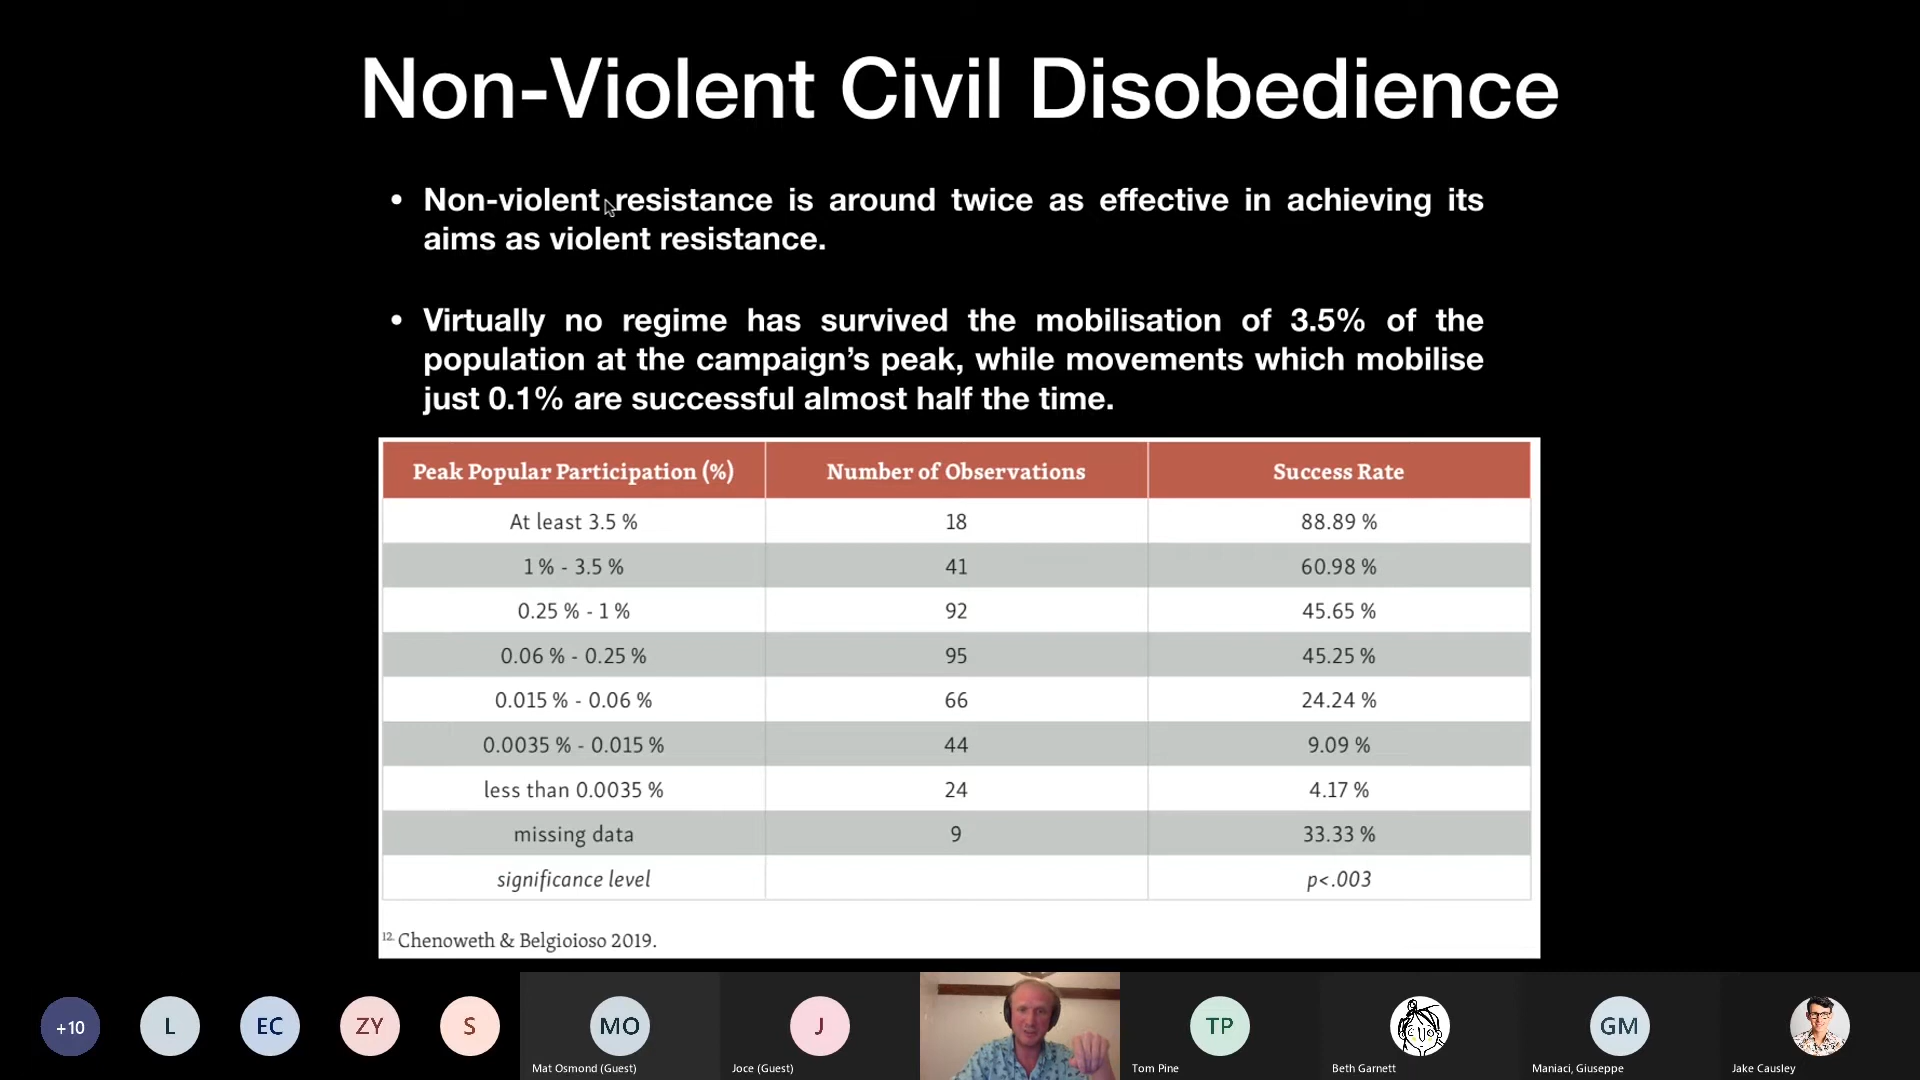 Non-Violent Civil Disobedience
• Non-violent resistance is around twice as effective in achieving its
aims as violent resistance.
• Virtually no regime has survived the mobilisation of 3.5% of the
population at the campaign's peak, while movements which mobilise
just 0.1% are successful almost half the time.
Peak Popular Participation (%) Number of Observations Success Rate
At least 3.5 % 18 88.89 %
1 % - 3.5 % 41 60.98 %
0.25 % - 1 % 92 45.65 %
0.06 % - 0.25 % 95 45.25 %
0.015 % - 0.06 % 66 24.24 %
0.0035 % - 0.015 % 44 9.09 %
less than 0.0035 % 24 4.17 %
missing data 9 33.33 %
significance level p<.003
12. Chenoweth & Belgioioso 2019.
+10 L EC ZY S MO J TP GM
Mat Osmond (Guest) Joce (Guest) Tom Pine Beth Garnett Maniaci, Giuseppe Jake Causley